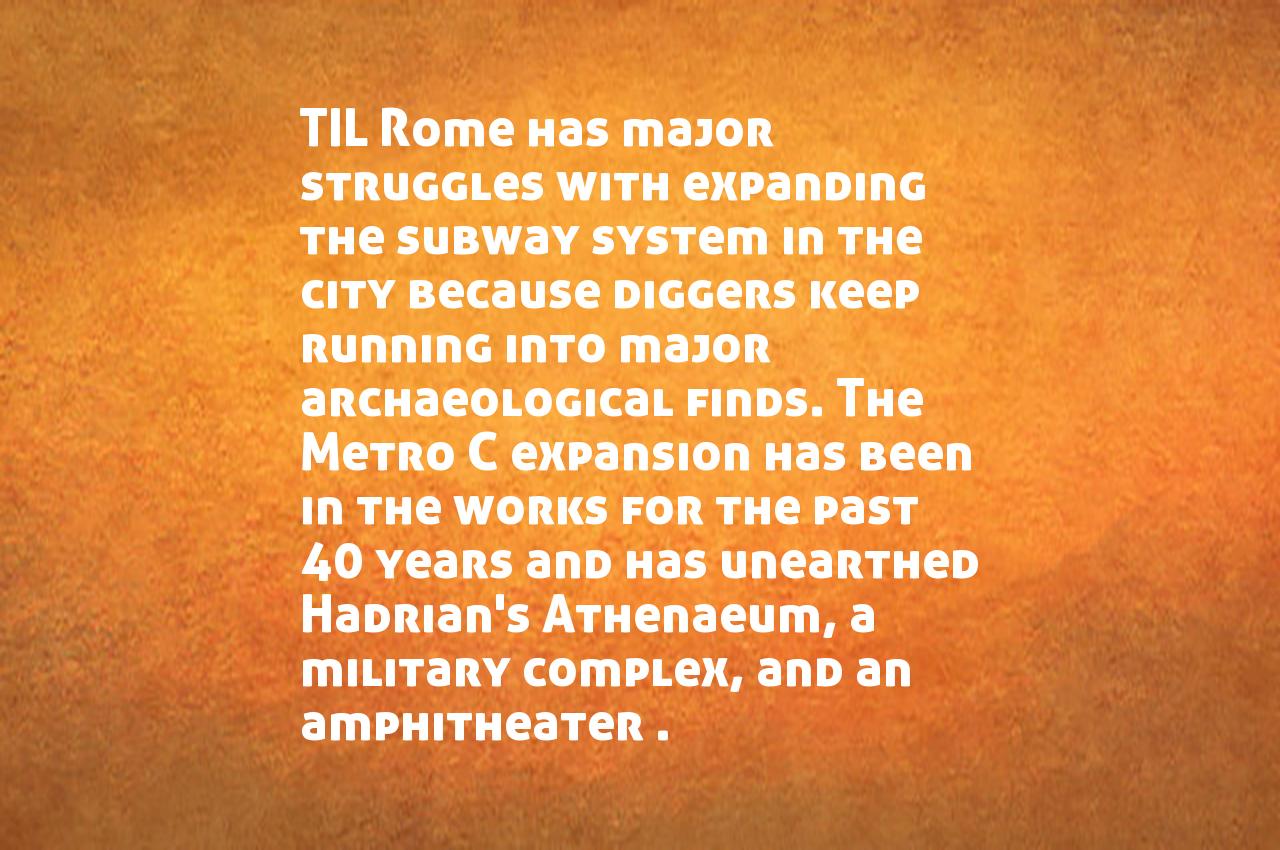 TIL Rome has major
struggles with expanding
the subway system in the
city because diggers keep
running into major
archaeological finds. The
Metro C expansion has been
in the works for the past
40 years and has unearthed
Hadrian's Athenaeum, a
military complex, and an
amphitheater .